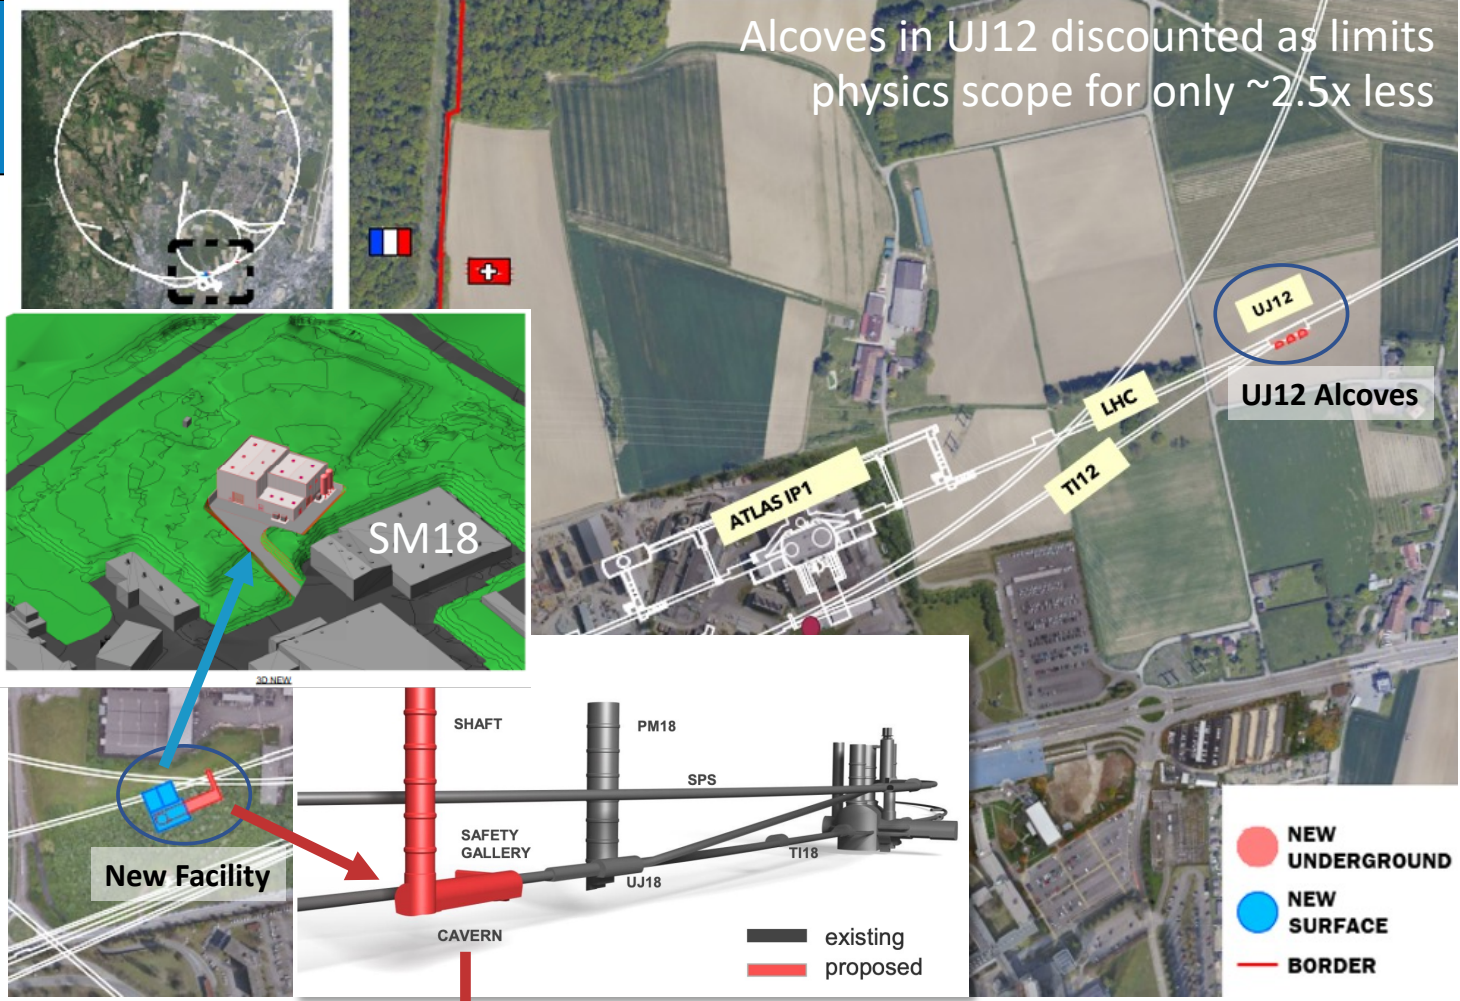 Alcoves in UJ12 discounted as limits
physics scope for only ~2.5x less
UJ12
UJ12 Alcoves
LHC
TI12
ATLAS IP1
SM18
3D NEW
New Facility
SHAFT
PM18
SPS
SAFETY
GALLERY
TI18
UJ18
CAVERN
existing
proposed
NEW
UNDERGROUND
NEW
SURFACE
BORDER